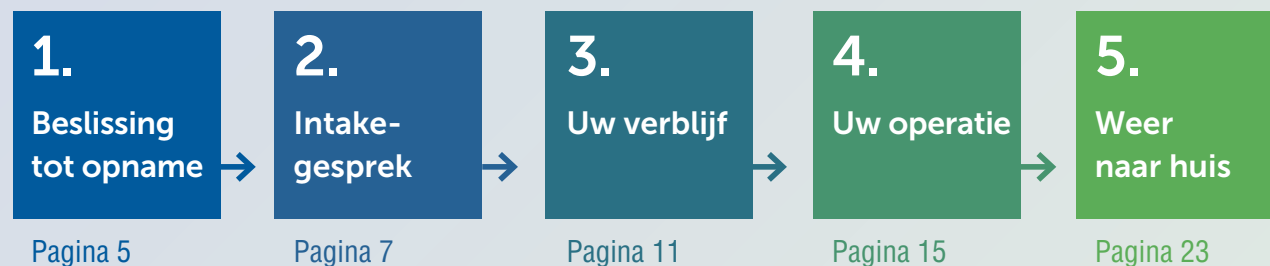 1.
Beslissing
tot opname
Pagina 5
2.
Intake-
gesprek
Pagina 7
3.
Uw verblijf
Pagina 11
4.
Uw operatie
Pagina 15
5.
Weer
naar huis
Pagina 23